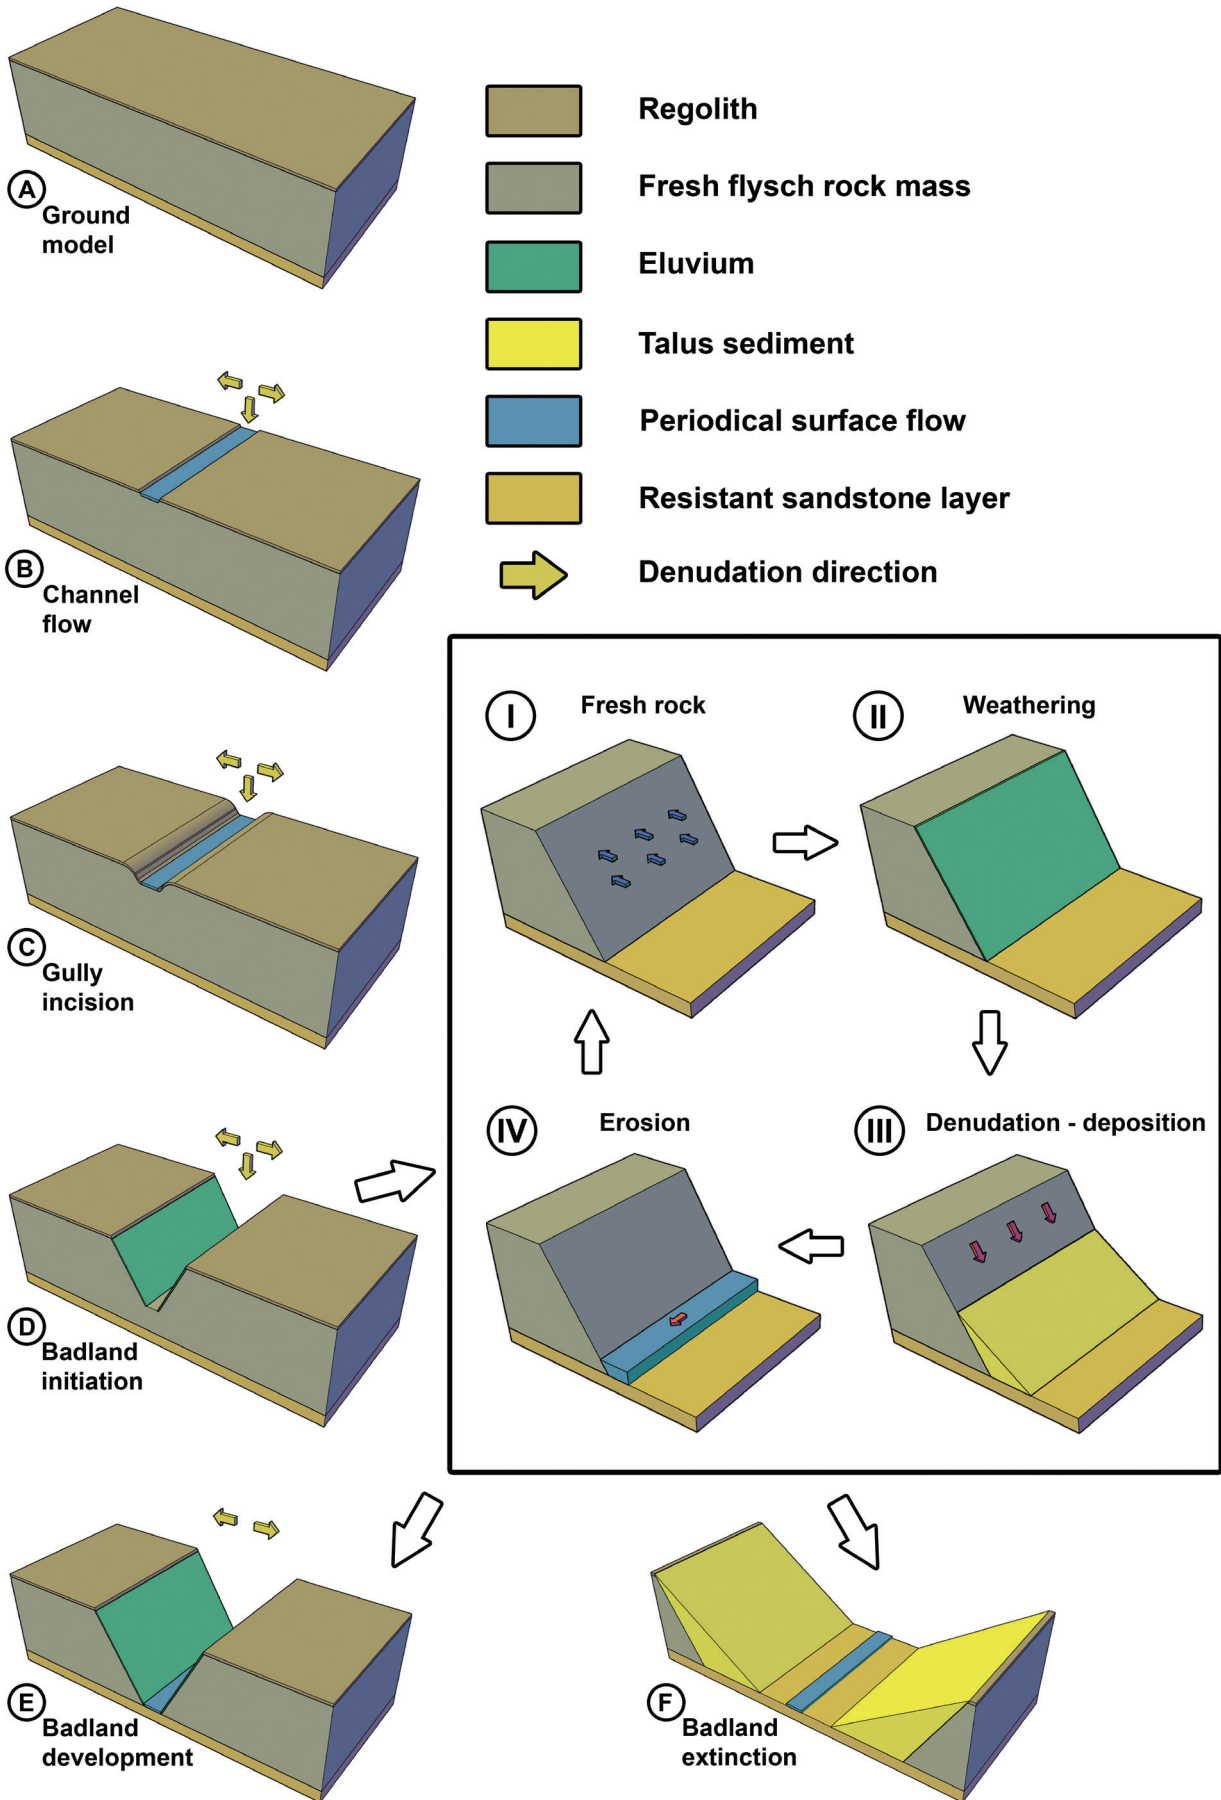 A
Ground
model
Regolith
Fresh flysch rock mass
Eluvium
Talus sediment
Periodical surface flow
Resistant sandstone layer
Denudation direction
B
Channel
flow
C
Gully
incision
D
Badland
initiation
I
Fresh rock
II
Weathering
IV
Erosion
III
Denudation - deposition
E
Badland
development
F
Badland
extinction